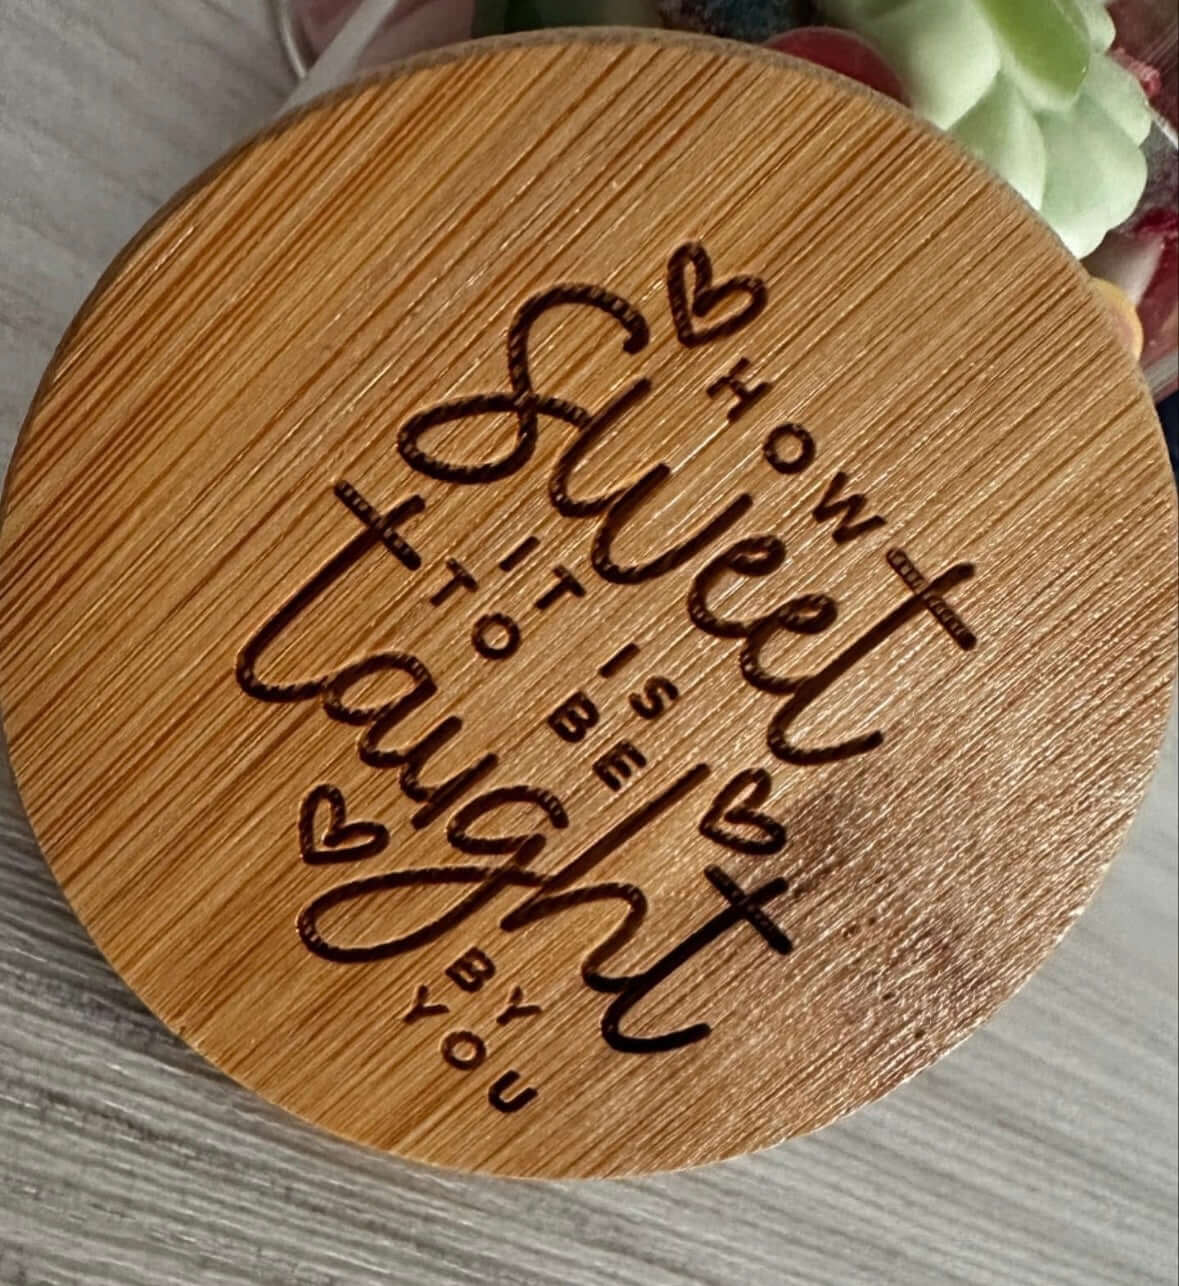 HOW
Sweet
IT IS
TO BE
taught
BY
YOU